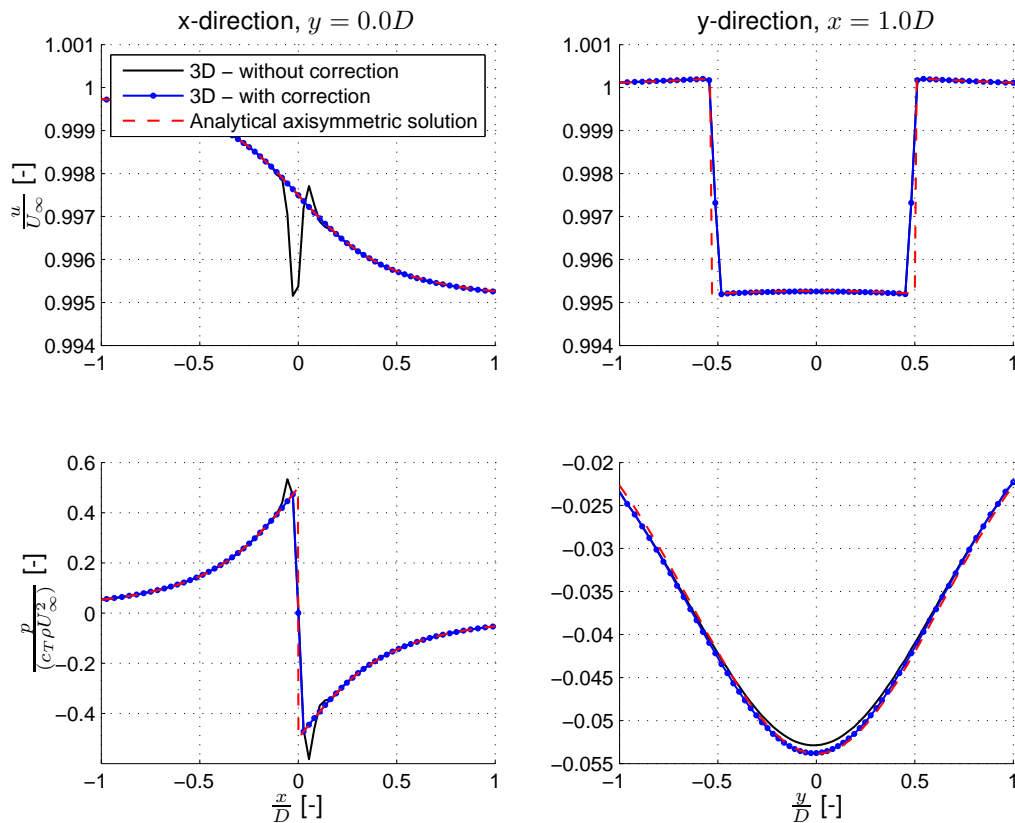 x-direction, y = 0.0D
y-direction, x = 1.0D
1.001
1
0.999
0.998
0.997
0.996
0.995
0.994
u/U∞ [-]
3D − without correction
3D − with correction
Analytical axisymmetric solution
−1 −0.5 0 0.5 1
1.001
1
0.999
0.998
0.997
0.996
0.995
0.994
−1 −0.5 0 0.5 1
0.6
0.4
0.2
0
−0.2
−0.4
p/(c_T ρU∞²) [-]
−1 −0.5 0 0.5 1
x/D [-]
−0.02
−0.025
−0.03
−0.035
−0.04
−0.045
−0.05
−0.055
−1 −0.5 0 0.5 1
y/D [-]